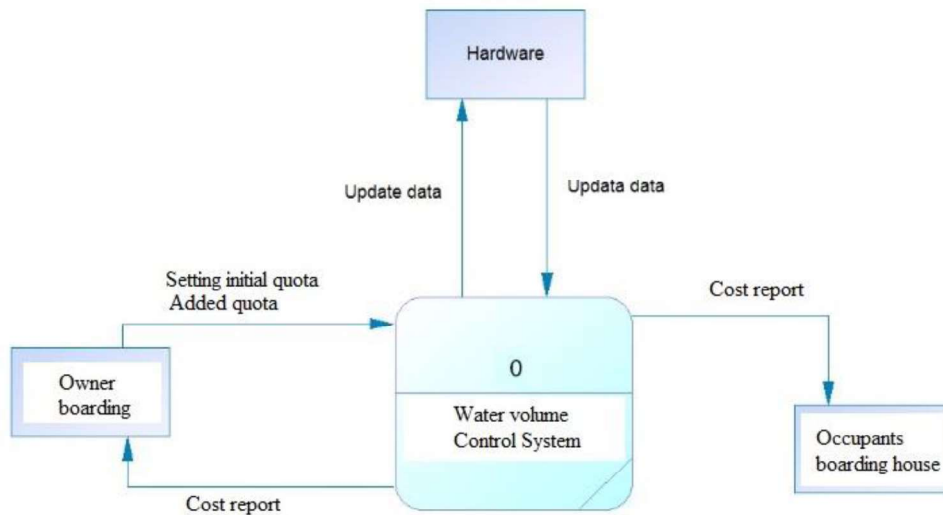 Hardware
Update data
Updata data
Setting initial quota
Added quota
Cost report
0
Owner
boarding
Water volume
Control System
Occupants
boarding house
Cost report